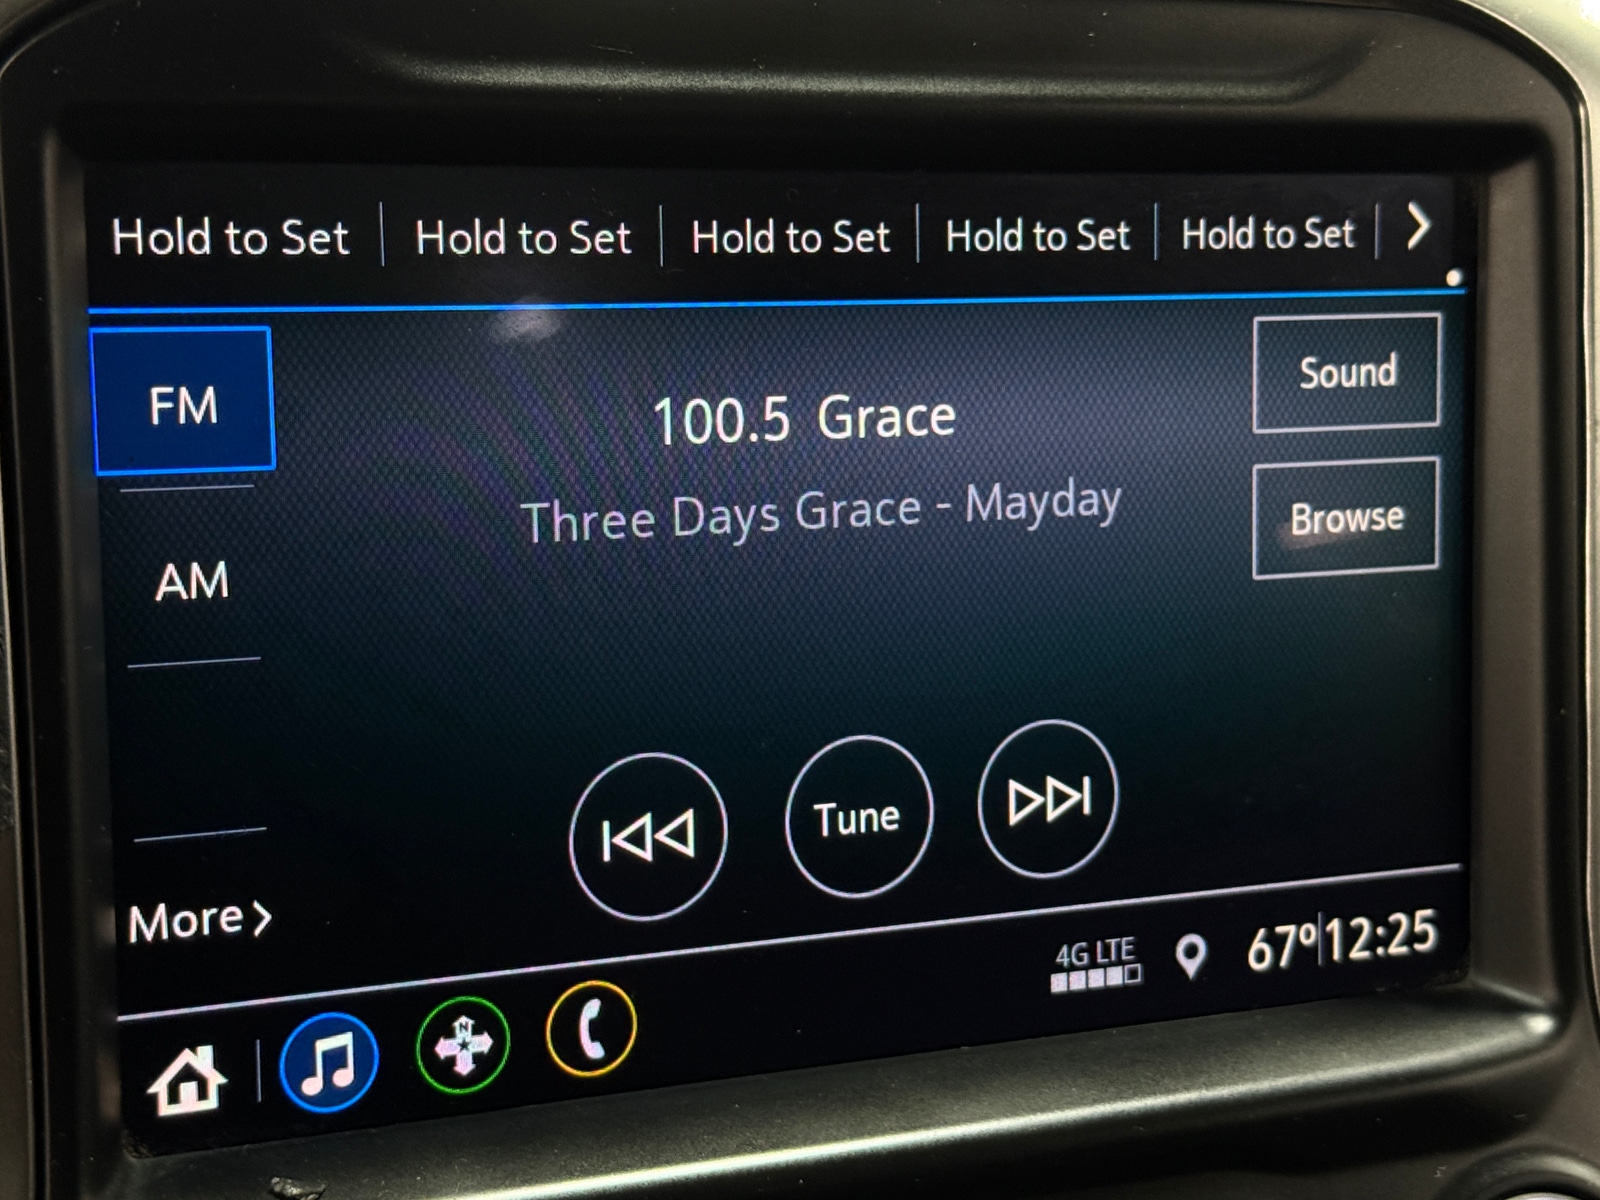 Hold to Set Hold to Set Hold to Set Hold to Set Hold to Set
FM
100.5 Grace
Sound
Three Days Grace - Mayday
Browse
AM
Tune
More
4G LTE
67° 12:25
N